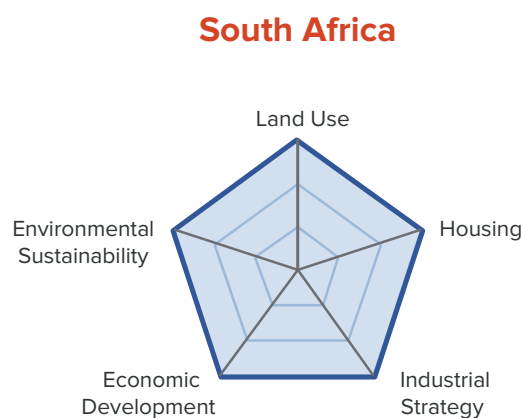 South Africa
Land Use
Environmental
Sustainability
Housing
Economic
Development
Industrial
Strategy